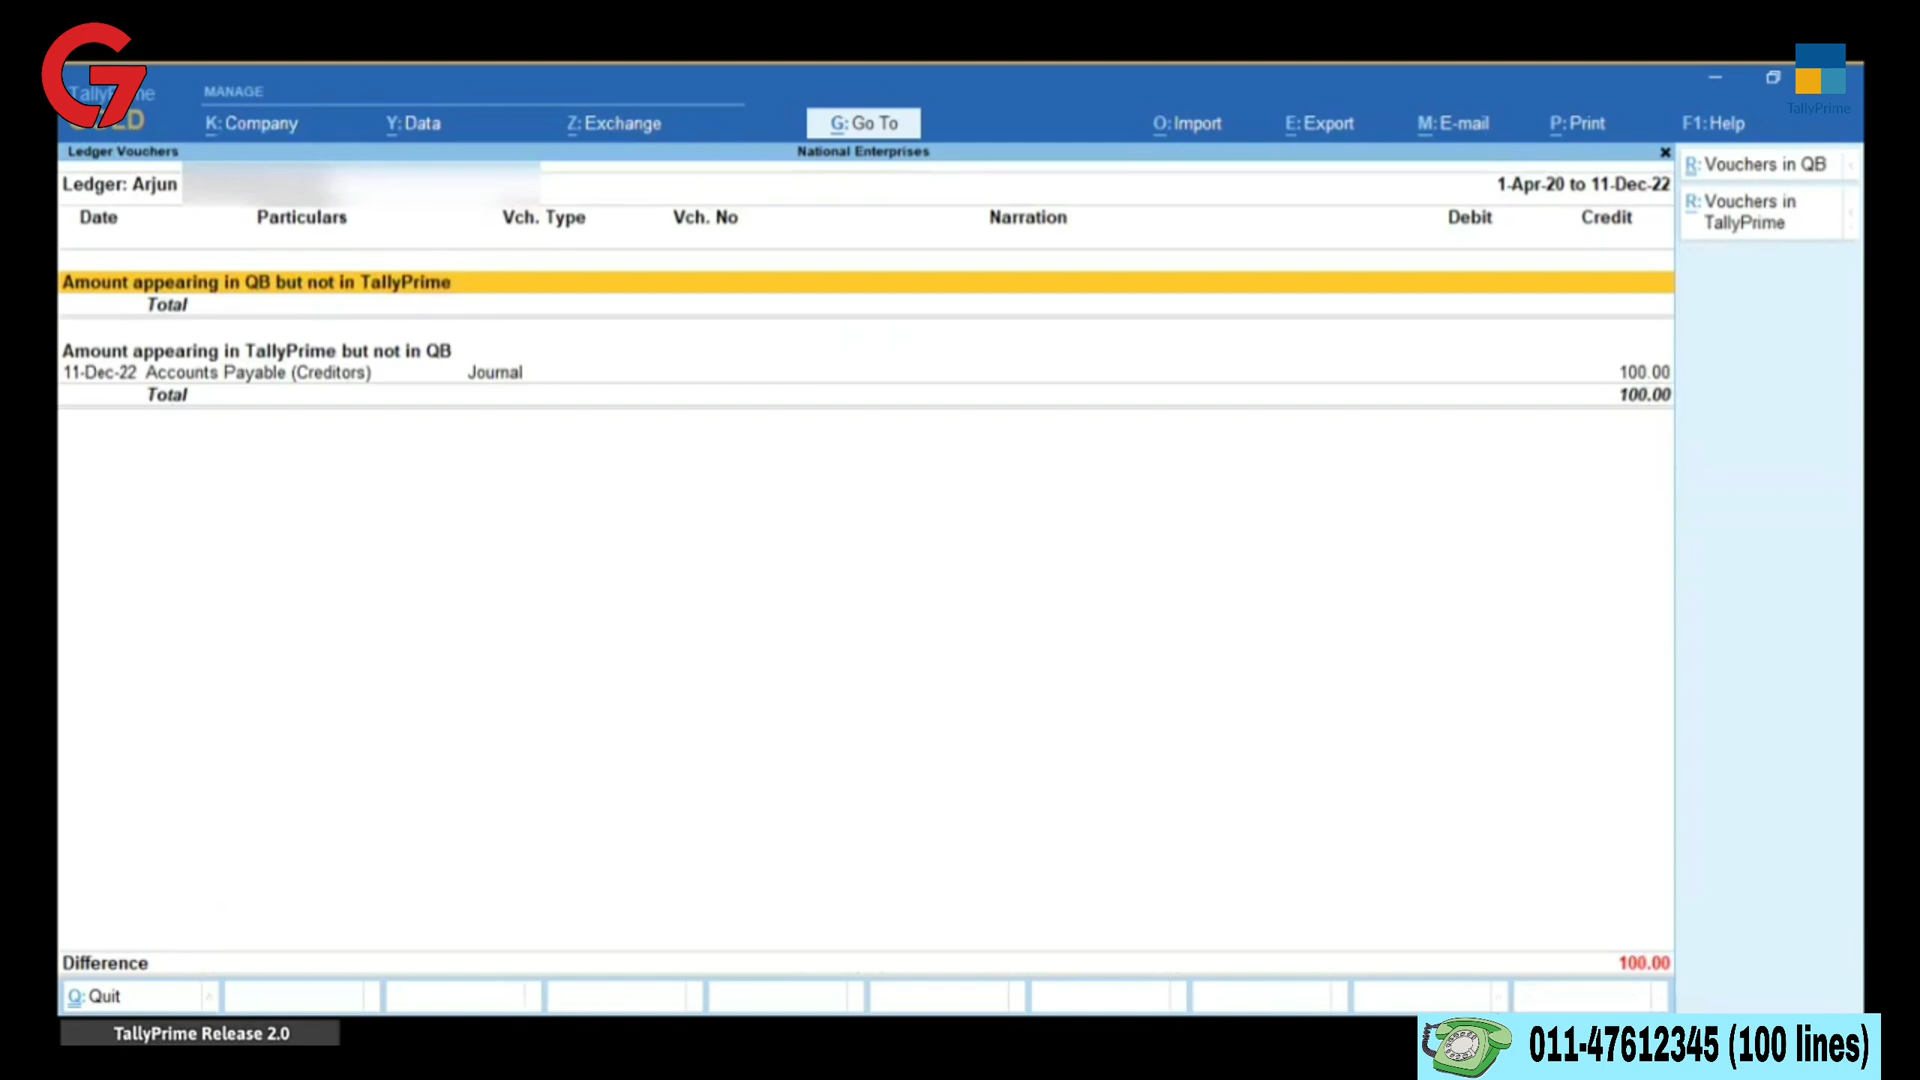 TallyPrime
MANAGE
K: Company Y: Data Z: Exchange G: Go To O: Import E: Export M: E-mail P: Print F1: Help
TallyPrime
Ledger Vouchers National Enterprises
R: Vouchers in QB
Ledger: Arjun 1-Apr-20 to 11-Dec-22
R: Vouchers in
TallyPrime
Date Particulars Vch. Type Vch. No Narration Debit Credit
Amount appearing in QB but not in TallyPrime
Total
Amount appearing in TallyPrime but not in QB
11-Dec-22 Accounts Payable (Creditors) Journal 100.00
Total 100.00
Difference 100.00
Q: Quit
TallyPrime Release 2.0
011-47612345 (100 lines)